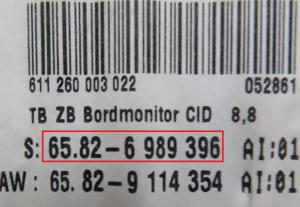 611 260 003 022 052861
TB ZB Bordmonitor CID 8,8
S: 65.82-6 989 396 AI:01
AW: 65. 82-9 114 354 AI:01